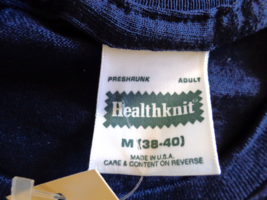 PRESHRUNK ADULT
Healthknit
M (38-40)
MADE IN U.S.A.
CARE & CONTENT ON REVERSE